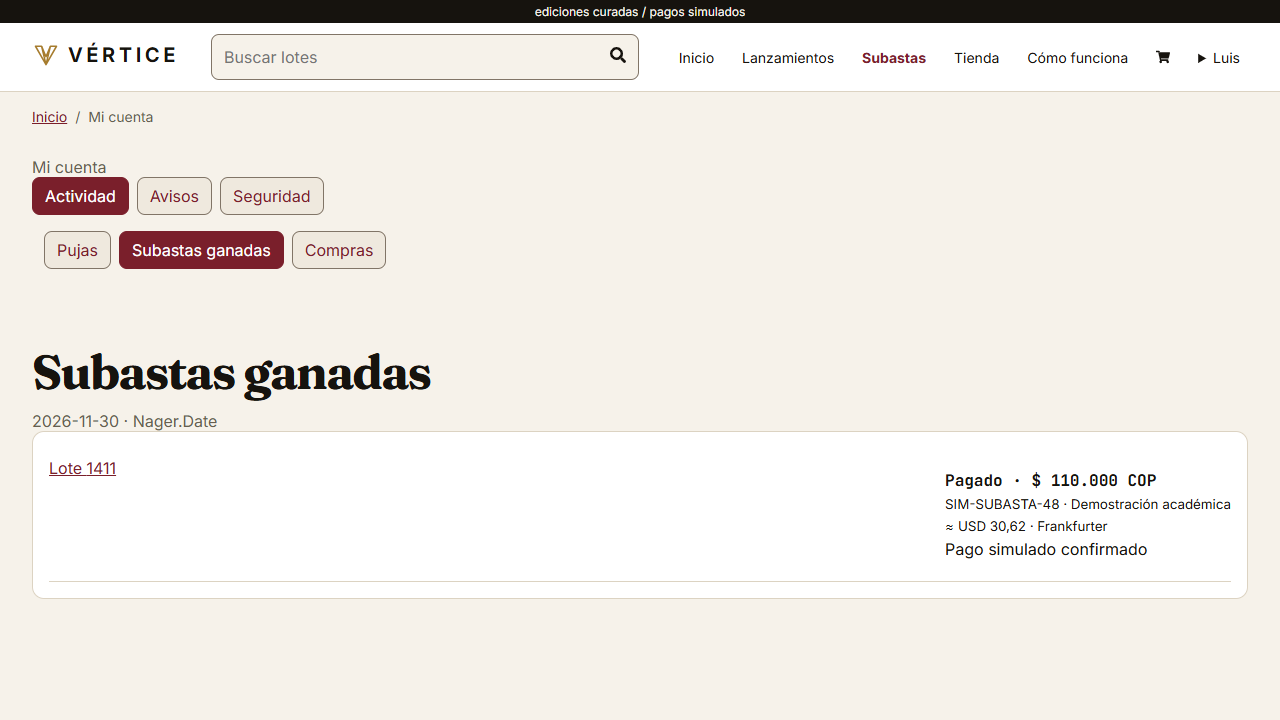 ediciones curadas / pagos simulados
VÉRTICE
Buscar lotes
Inicio
Lanzamientos
Subastas
Tienda
Cómo funciona
Luis
Inicio / Mi cuenta
Mi cuenta
Actividad
Avisos
Seguridad
Pujas
Subastas ganadas
Compras
Subastas ganadas
2026-11-30 · Nager.Date
Lote 1411
Pagado · $ 110.000 COP
SIM-SUBASTA-48 · Demostración académica
≈ USD 30,62 · Frankfurter
Pago simulado confirmado